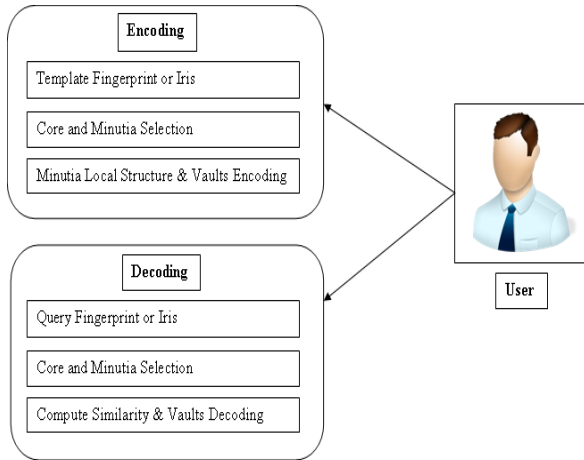 Encoding
Template Fingerprint or Iris
Core and Minutia Selection
Minutia Local Structure & Vaults Encoding
Decoding
Query Fingerprint or Iris
Core and Minutia Selection
Compute Similarity & Vaults Decoding
User